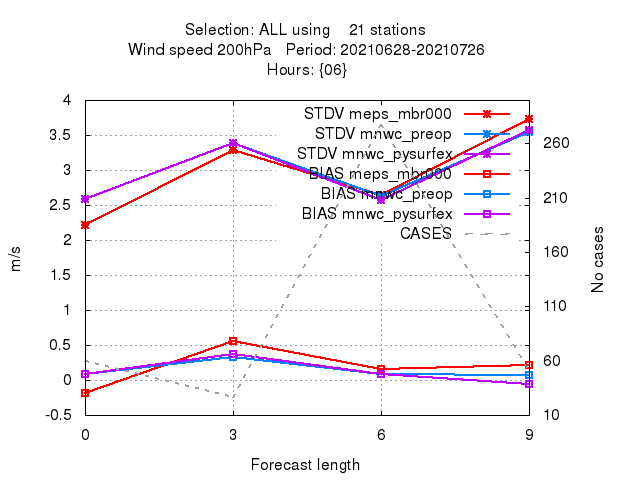 Selection: ALL using 21 stations
Wind speed 200hPa Period: 20210628-20210726
Hours: {06}
STDV meps_mbr000
STDV mnwc_preop
STDV mnwc_pysurfex
BIAS meps_mbr000
BIAS mnwc_preop
BIAS mnwc_pysurfex
CASES
4
3.5
3
2.5
2
1.5
1
0.5
0
-0.5
m/s
260
210
160
110
60
10
No cases
0 3 6 9
Forecast length